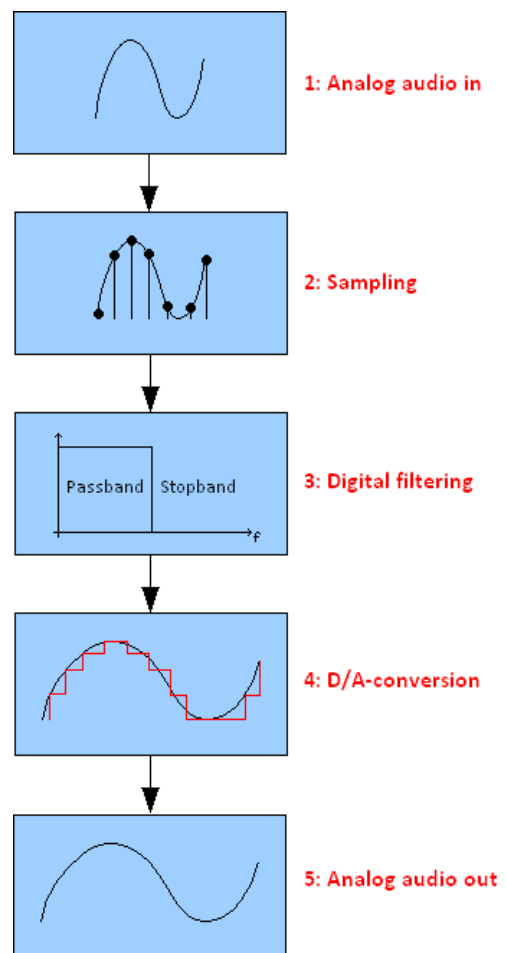 1: Analog audio in
2: Sampling
Passband Stopband
f
3: Digital filtering
4: D/A-conversion
5: Analog audio out